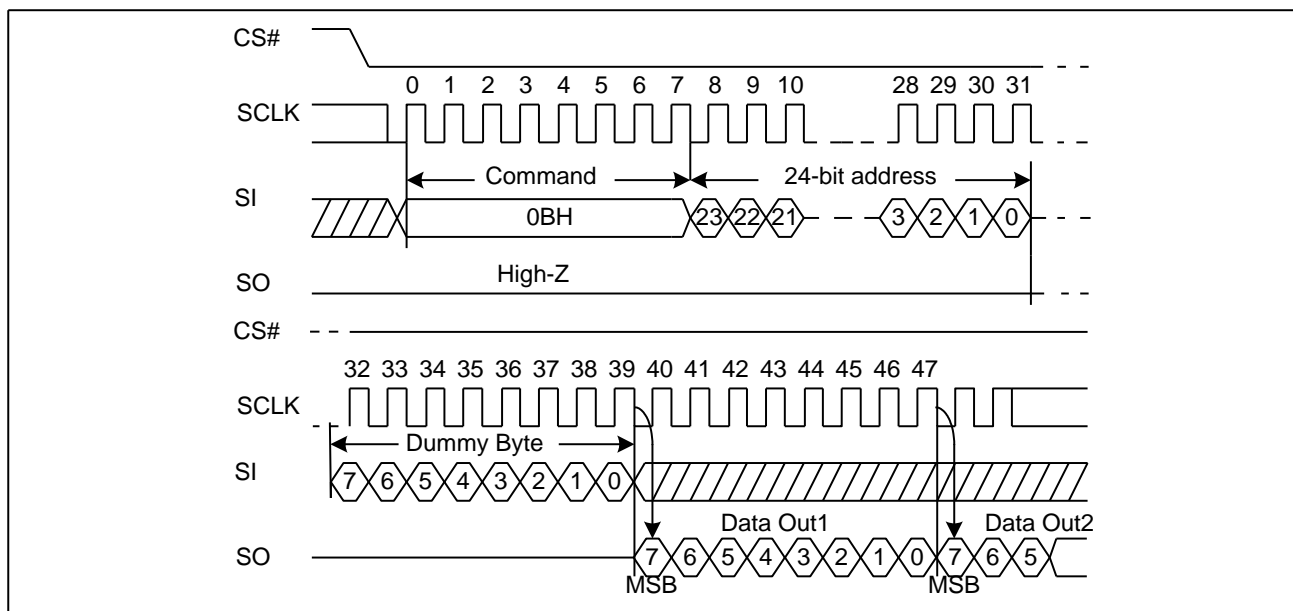 CS#
0 1 2 3 4 5 6 7 8 9 10 28 29 30 31
SCLK
Command 24-bit address
SI
0BH 23 22 21 3 2 1 0
High-Z
SO
CS#
32 33 34 35 36 37 38 39 40 41 42 43 44 45 46 47
SCLK
Dummy Byte
SI
7 6 5 4 3 2 1 0
Data Out1 Data Out2
SO
7 6 5 4 3 2 1 0 7 6 5
MSB MSB